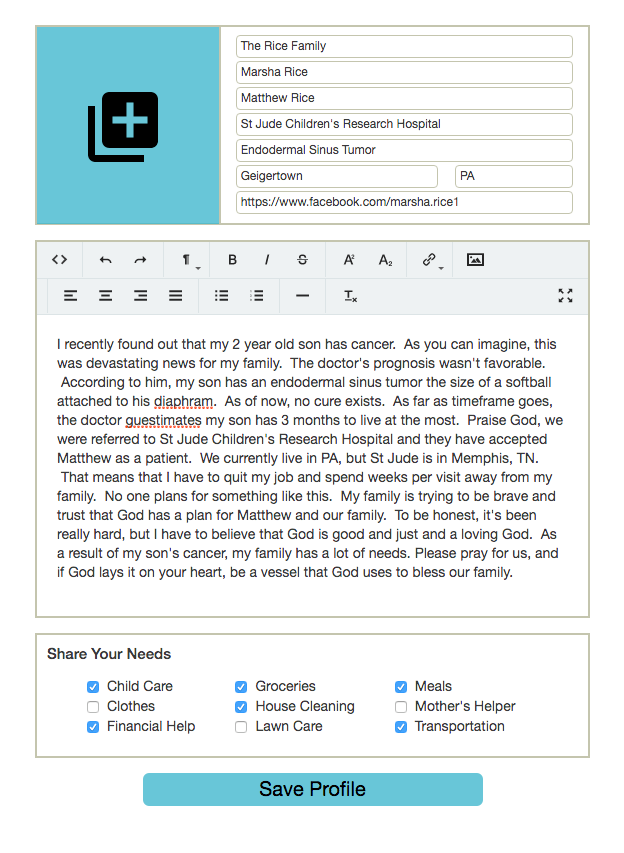 The Rice Family
Marsha Rice
Matthew Rice
St Jude Children's Research Hospital
Endodermal Sinus Tumor
Geigertown PA
https://www.facebook.com/marsha.rice1
¶ B I S A² A₂
Tx
I recently found out that my 2 year old son has cancer.  As you can imagine, this
was devastating news for my family.  The doctor's prognosis wasn't favorable.
According to him, my son has an endodermal sinus tumor the size of a softball
attached to his diaphram.  As of now, no cure exists.  As far as timeframe goes,
the doctor guestimates my son has 3 months to live at the most.  Praise God, we
were referred to St Jude Children's Research Hospital and they have accepted
Matthew as a patient.  We currently live in PA, but St Jude is in Memphis, TN.
That means that I have to quit my job and spend weeks per visit away from my
family.  No one plans for something like this.  My family is trying to be brave and
trust that God has a plan for Matthew and our family.  To be honest, it's been
really hard, but I have to believe that God is good and just and a loving God.  As
a result of my son's cancer, my family has a lot of needs. Please pray for us, and
if God lays it on your heart, be a vessel that God uses to bless our family.
Share Your Needs
Child Care Groceries Meals
Clothes House Cleaning Mother's Helper
Financial Help Lawn Care Transportation
Save Profile